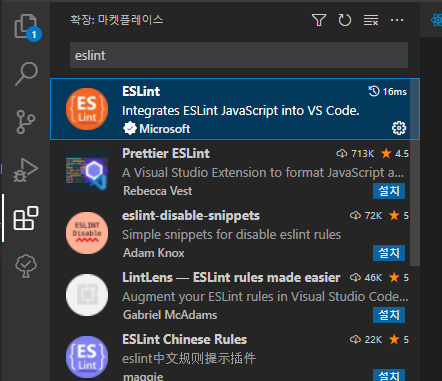 확장: 마켓플레이스
1
eslint
ES Lint
ESLint
16ms
Integrates ESLint JavaScript into VS Code.
Microsoft
Prettier ESLint
713K ★ 4.5
A Visual Studio Extension to format JavaScript a...
Rebecca Vest
설치
ESLINT Disable
eslint-disable-snippets
72K ★ 5
Simple snippets for disable eslint rules
Adam Knox
설치
LintLens — ESLint rules made easier
46K ★ 5
Augment your ESLint rules in Visual Studio Code...
Gabriel McAdams
설치
ES Lint
ESLint Chinese Rules
22K ★ 5
eslint中文规则提示插件
maggie
설치